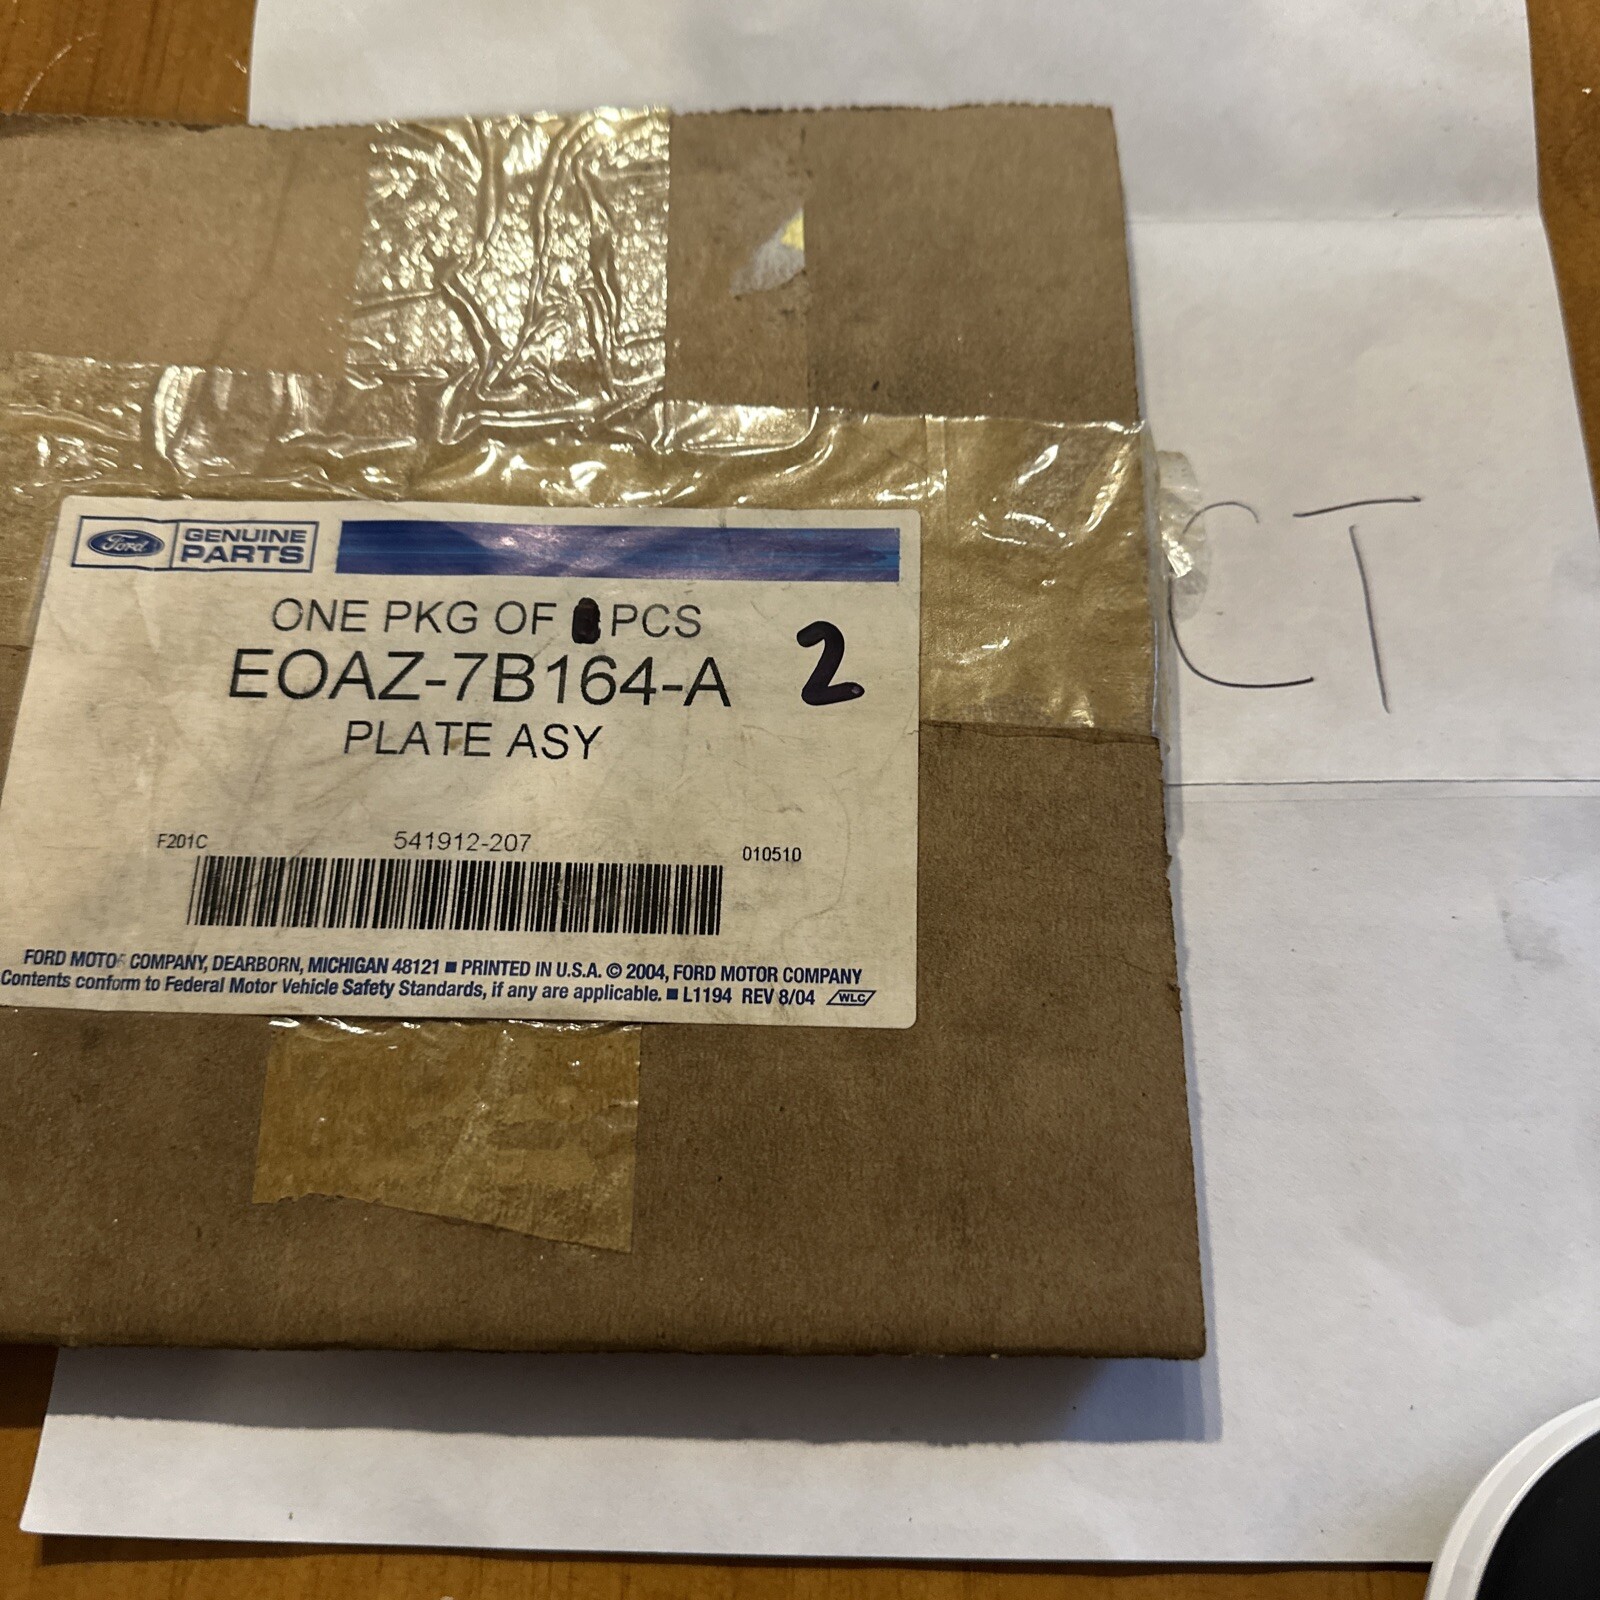 Ford GENUINE PARTS
ONE PKG OF PCS
EOAZ-7B164-A 2
PLATE ASY
F201C 541912-207 010510
FORD MOTOR COMPANY, DEARBORN, MICHIGAN 48121 ■ PRINTED IN U.S.A. © 2004, FORD MOTOR COMPANY
Contents conform to Federal Motor Vehicle Safety Standards, if any are applicable. ■ L1194 REV 8/04 WLC
CT